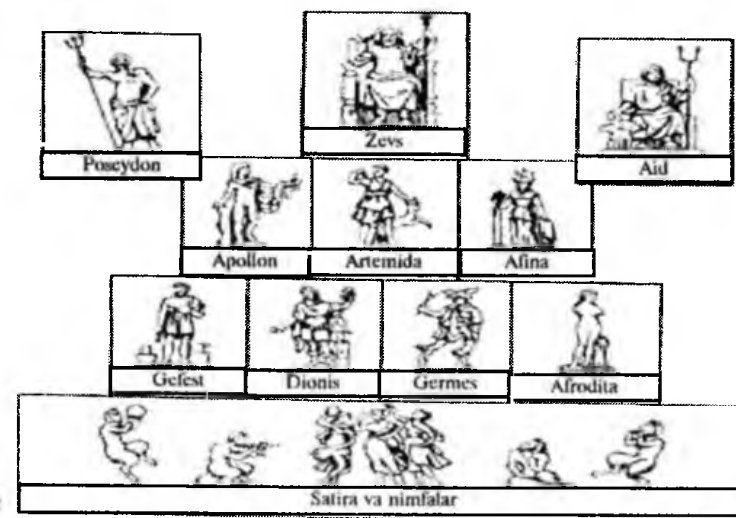 Poseydon
Zevs
Aid
Apollon
Artemida
Afina
Gefest
Dionis
Germes
Afrodita
Satira va nimfalar